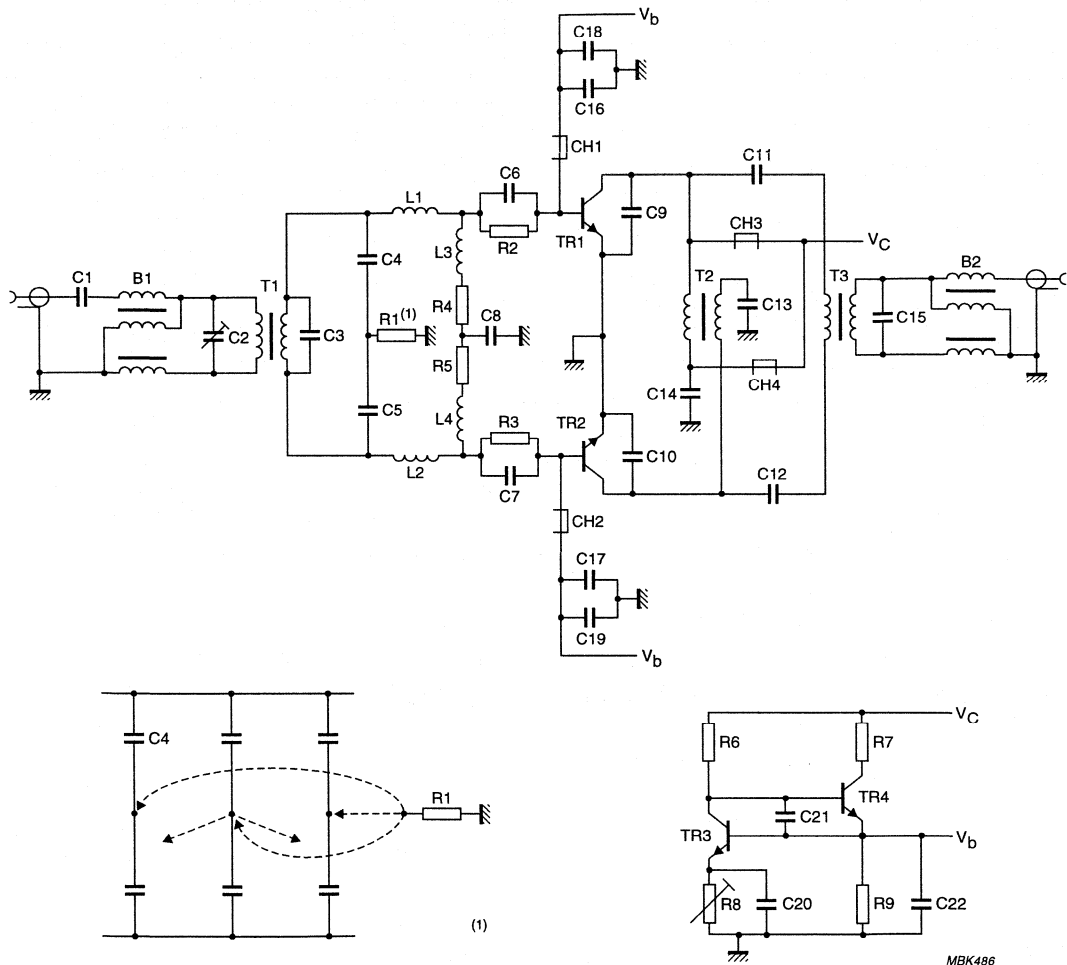 Vb
C18
C16
CH1
C11
C6
L1
C9
R2
TR1
CH3
VC
L3
C4
B2
B1
C1
T1
T2
T3
R4
C13
R1(1)
C8
C3
C2
C15
R5
CH4
C14
C5
L4
R3
TR2
C10
L2
C7
C12
CH2
C17
C19
Vb
VC
R6
R7
C4
TR4
R1
C21
TR3
Vb
R8
C20
R9
C22
(1)
MBK486